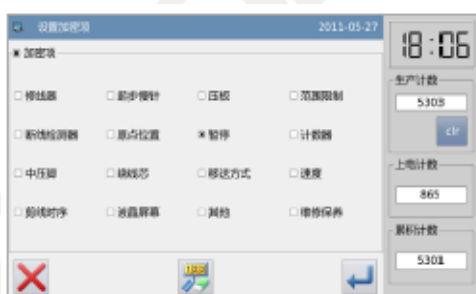 设置加密项 2011-05-27
加密项
修线器 起步慢针 压板 范围限制
断线检测器 原点位置 暂停 计数器
中压脚 绕线芯 移送方式 速度
剪线时序 液晶屏幕 其他 维修保养
18:06
生产计数
5303
clr
上电计数
865
累积计数
5301